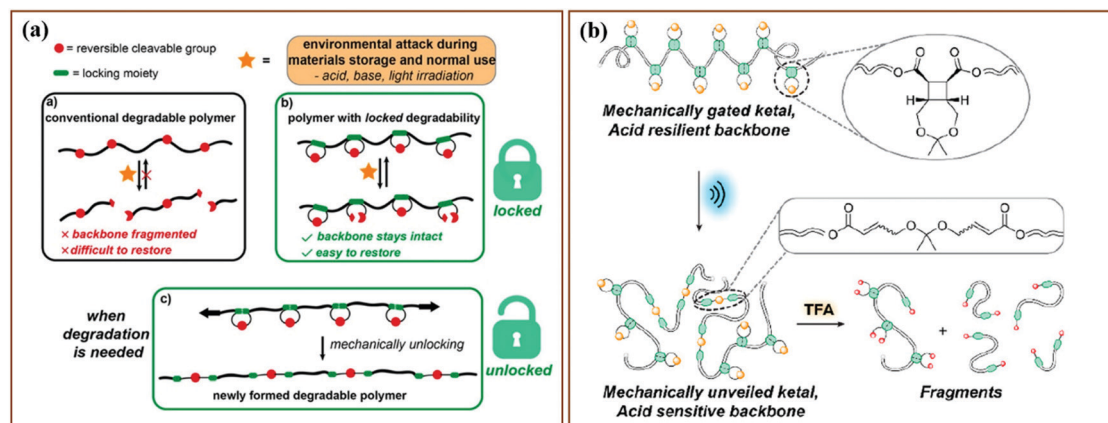 (a)
= reversible cleavable group
= locking moiety
=
environmental attack during
materials storage and normal use
- acid, base, light irradiation
a)
conventional degradable polymer
× backbone fragmented
× difficult to restore
b)
polymer with locked degradability
✓ backbone stays intact
✓ easy to restore
locked
when
degradation
is needed
c)
mechanically unlocking
newly formed degradable polymer
unlocked
(b)
Mechanically gated ketal,
Acid resilient backbone
O O
O O
H H
O O
O O
O O
O O
Mechanically unveiled ketal,
Acid sensitive backbone
TFA
+
Fragments